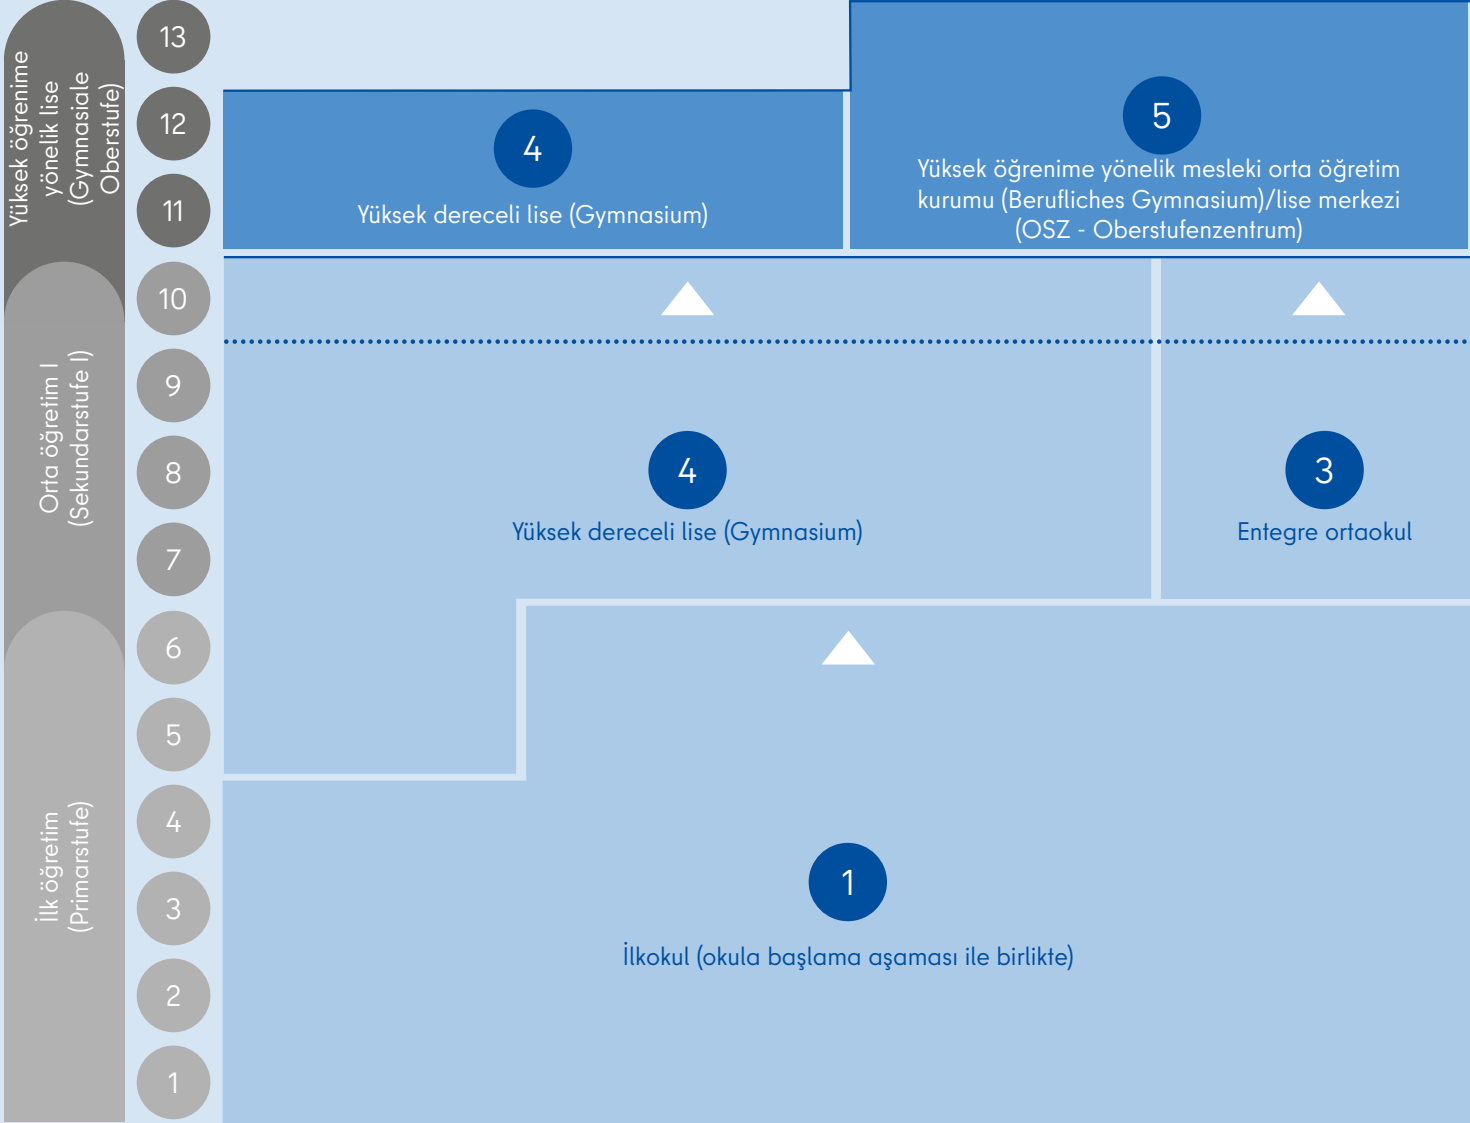 Yüksek öğrenime
yönelik lise
(Gymnasiale
Oberstufe)
Orta öğretim I
(Sekundarstufe I)
İlk öğretim
(Primarstufe)
13
12
11
10
9
8
7
6
5
4
3
2
1
4
Yüksek dereceli lise (Gymnasium)
5
Yüksek öğrenime yönelik mesleki orta öğretim
kurumu (Berufliches Gymnasium)/lise merkezi
(OSZ - Oberstufenzentrum)
4
Yüksek dereceli lise (Gymnasium)
3
Entegre ortaokul
1
İlkokul (okula başlama aşaması ile birlikte)